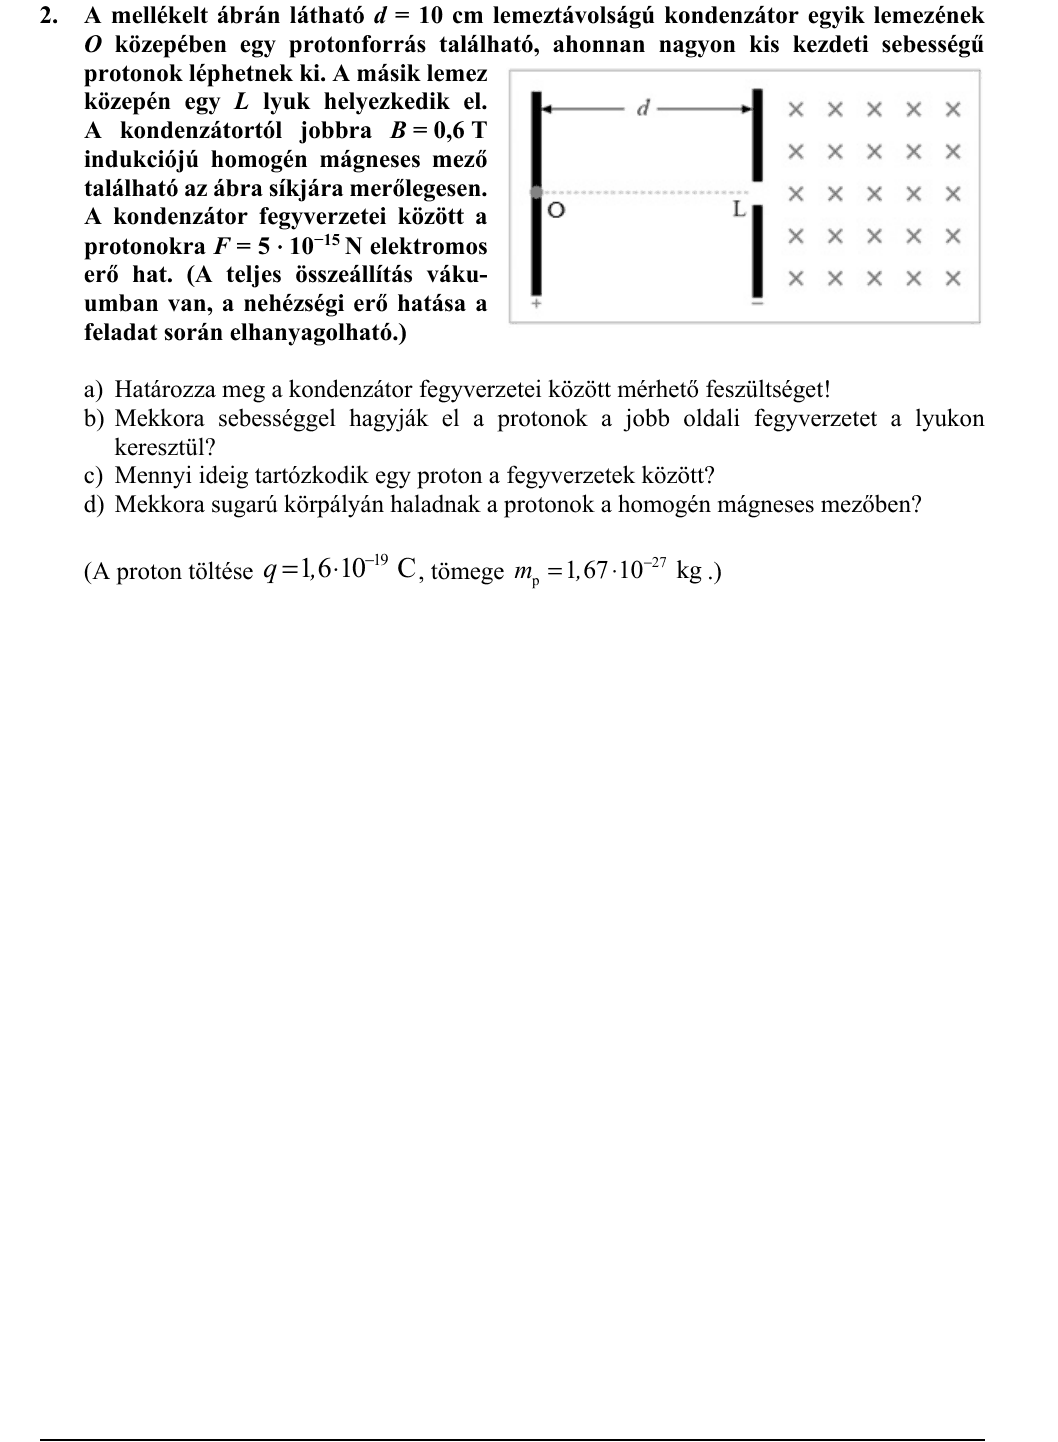 2. A mellékelt ábrán látható d = 10 cm lemeztávolságú kondenzátor egyik lemezének
O közepében egy protonforrás található, ahonnan nagyon kis kezdeti sebességű
protonok léphetnek ki. A másik lemez
közepén egy L lyuk helyezkedik el.
A kondenzátortól jobbra B = 0,6 T
indukciójú homogén mágneses mező
található az ábra síkjára merőlegesen.
A kondenzátor fegyverzetei között a
protonokra F = 5 · 10⁻¹⁵ N elektromos
erő hat. (A teljes összeállítás váku-
umban van, a nehézségi erő hatása a
feladat során elhanyagolható.)
d
O
L
+
−
a) Határozza meg a kondenzátor fegyverzetei között mérhető feszültséget!
b) Mekkora sebességgel hagyják el a protonok a jobb oldali fegyverzetet a lyukon
keresztül?
c) Mennyi ideig tartózkodik egy proton a fegyverzetek között?
d) Mekkora sugarú körpályán haladnak a protonok a homogén mágneses mezőben?
(A proton töltése q = 1,6·10⁻¹⁹ C, tömege mₚ = 1,67·10⁻²⁷ kg .)